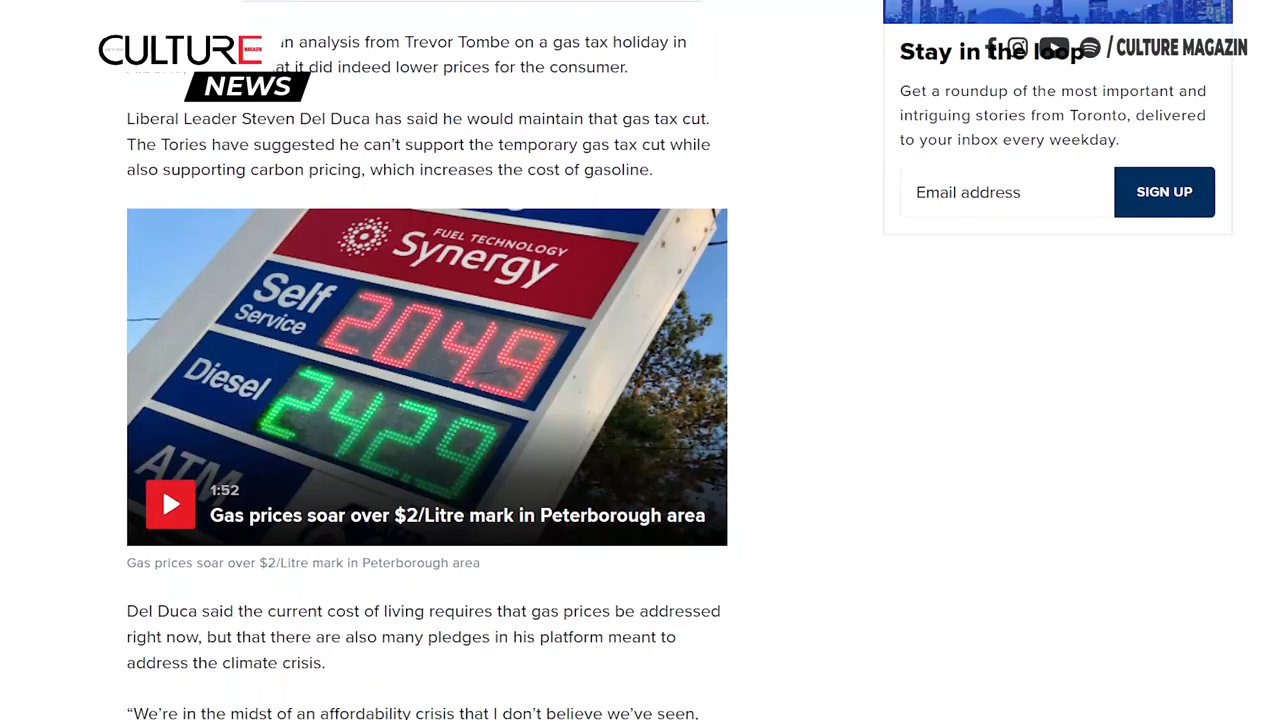 CULTURE
MAGAZIN
NEWS
n analysis from Trevor Tombe on a gas tax holiday in
at it did indeed lower prices for the consumer.
Liberal Leader Steven Del Duca has said he would maintain that gas tax cut.
The Tories have suggested he can’t support the temporary gas tax cut while
also supporting carbon pricing, which increases the cost of gasoline.
FUEL TECHNOLOGY
Synergy
Self
Service
204.9
Diesel
242.9
ATM
1:52
Gas prices soar over $2/Litre mark in Peterborough area
Gas prices soar over $2/Litre mark in Peterborough area
Del Duca said the current cost of living requires that gas prices be addressed
right now, but that there are also many pledges in his platform meant to
address the climate crisis.
“We’re in the midst of an affordability crisis that I don’t believe we’ve seen,
/ CULTURE MAGAZIN
Stay in the loop
Get a roundup of the most important and
intriguing stories from Toronto, delivered
to your inbox every weekday.
Email address
SIGN UP